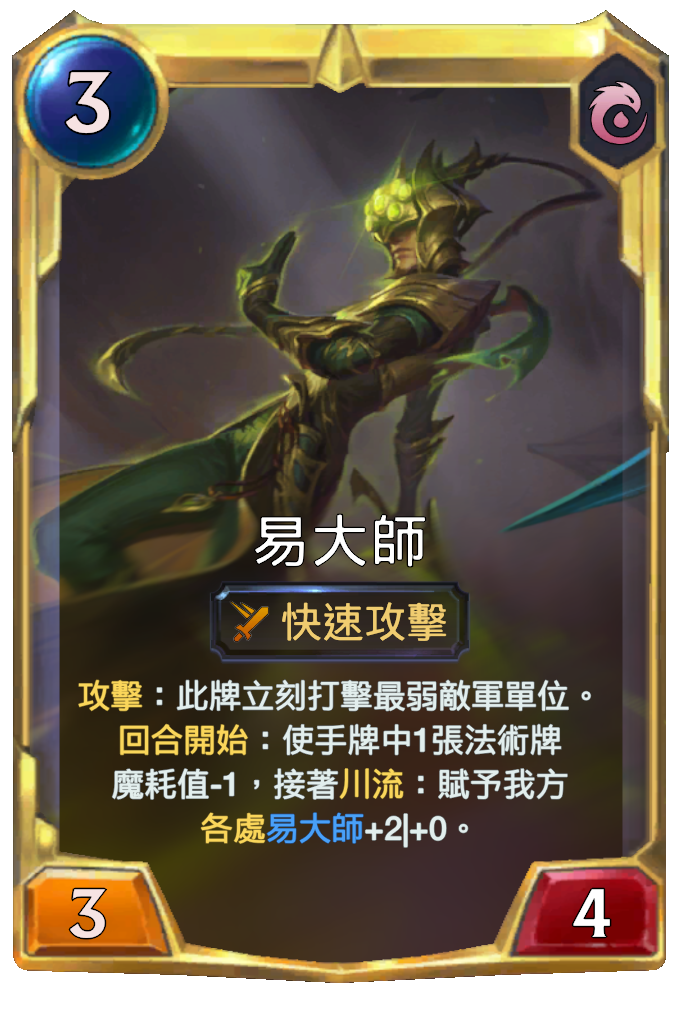 3
易大師
快速攻擊
攻擊：此牌立刻打擊最弱敵軍單位。
回合開始：使手牌中1張法術牌
魔耗值-1，接著川流：賦予我方
各處易大師+2|+0。
3
4